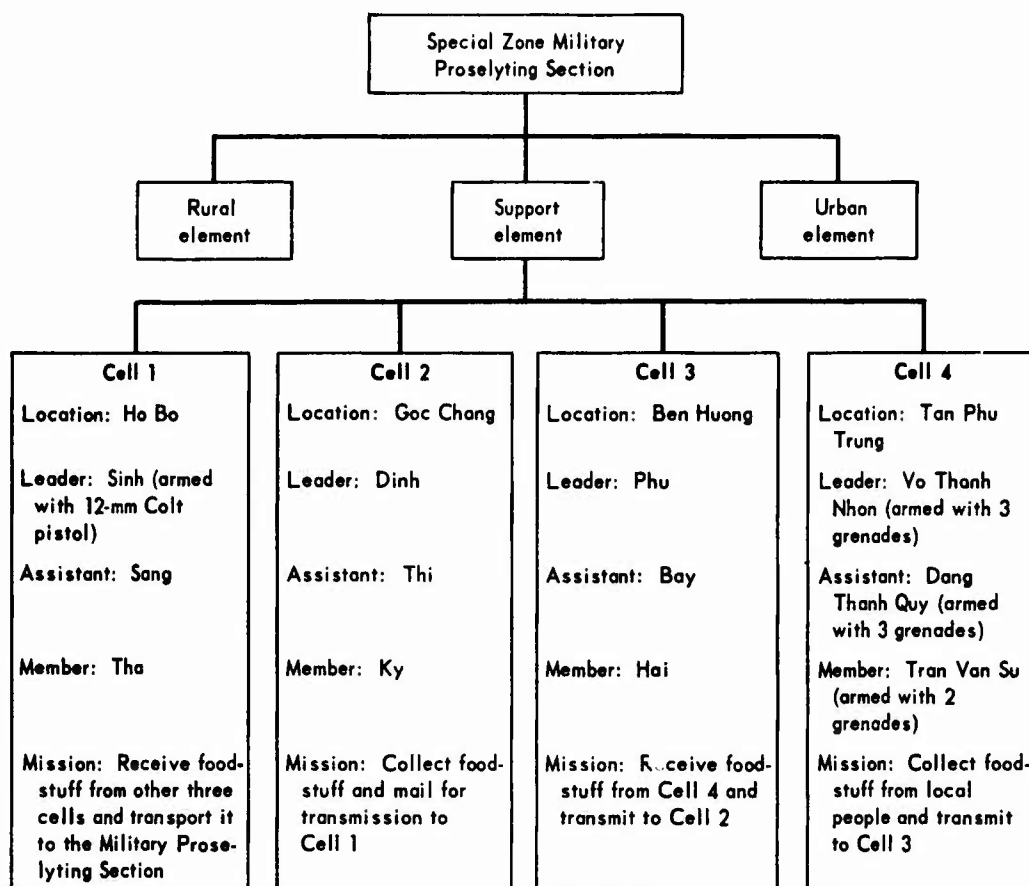 Special Zone Military
Proselyting Section
Rural
element
Support
element
Urban
element
Cell 1
Location: Ho Bo
Leader: Sinh (armed
with 12-mm Colt
pistol)
Assistant: Sang
Member: Tha
Mission: Receive food-
stuff from other three
cells and transport it
to the Military Prose-
lyting Section
Cell 2
Location: Goc Chang
Leader: Dinh
Assistant: Thi
Member: Ky
Mission: Collect food-
stuff and mail for
transmission to
Cell 1
Cell 3
Location: Ben Huong
Leader: Phu
Assistant: Bay
Member: Hai
Mission: Receive food-
stuff from Cell 4 and
transmit to Cell 2
Cell 4
Location: Tan Phu
Trung
Leader: Vo Thanh
Nhon (armed with 3
grenades)
Assistant: Dang
Thanh Quy (armed
with 3 grenades)
Member: Tran Van Su
(armed with 2
grenades)
Mission: Collect food-
stuff from local
people and transmit
to Cell 3